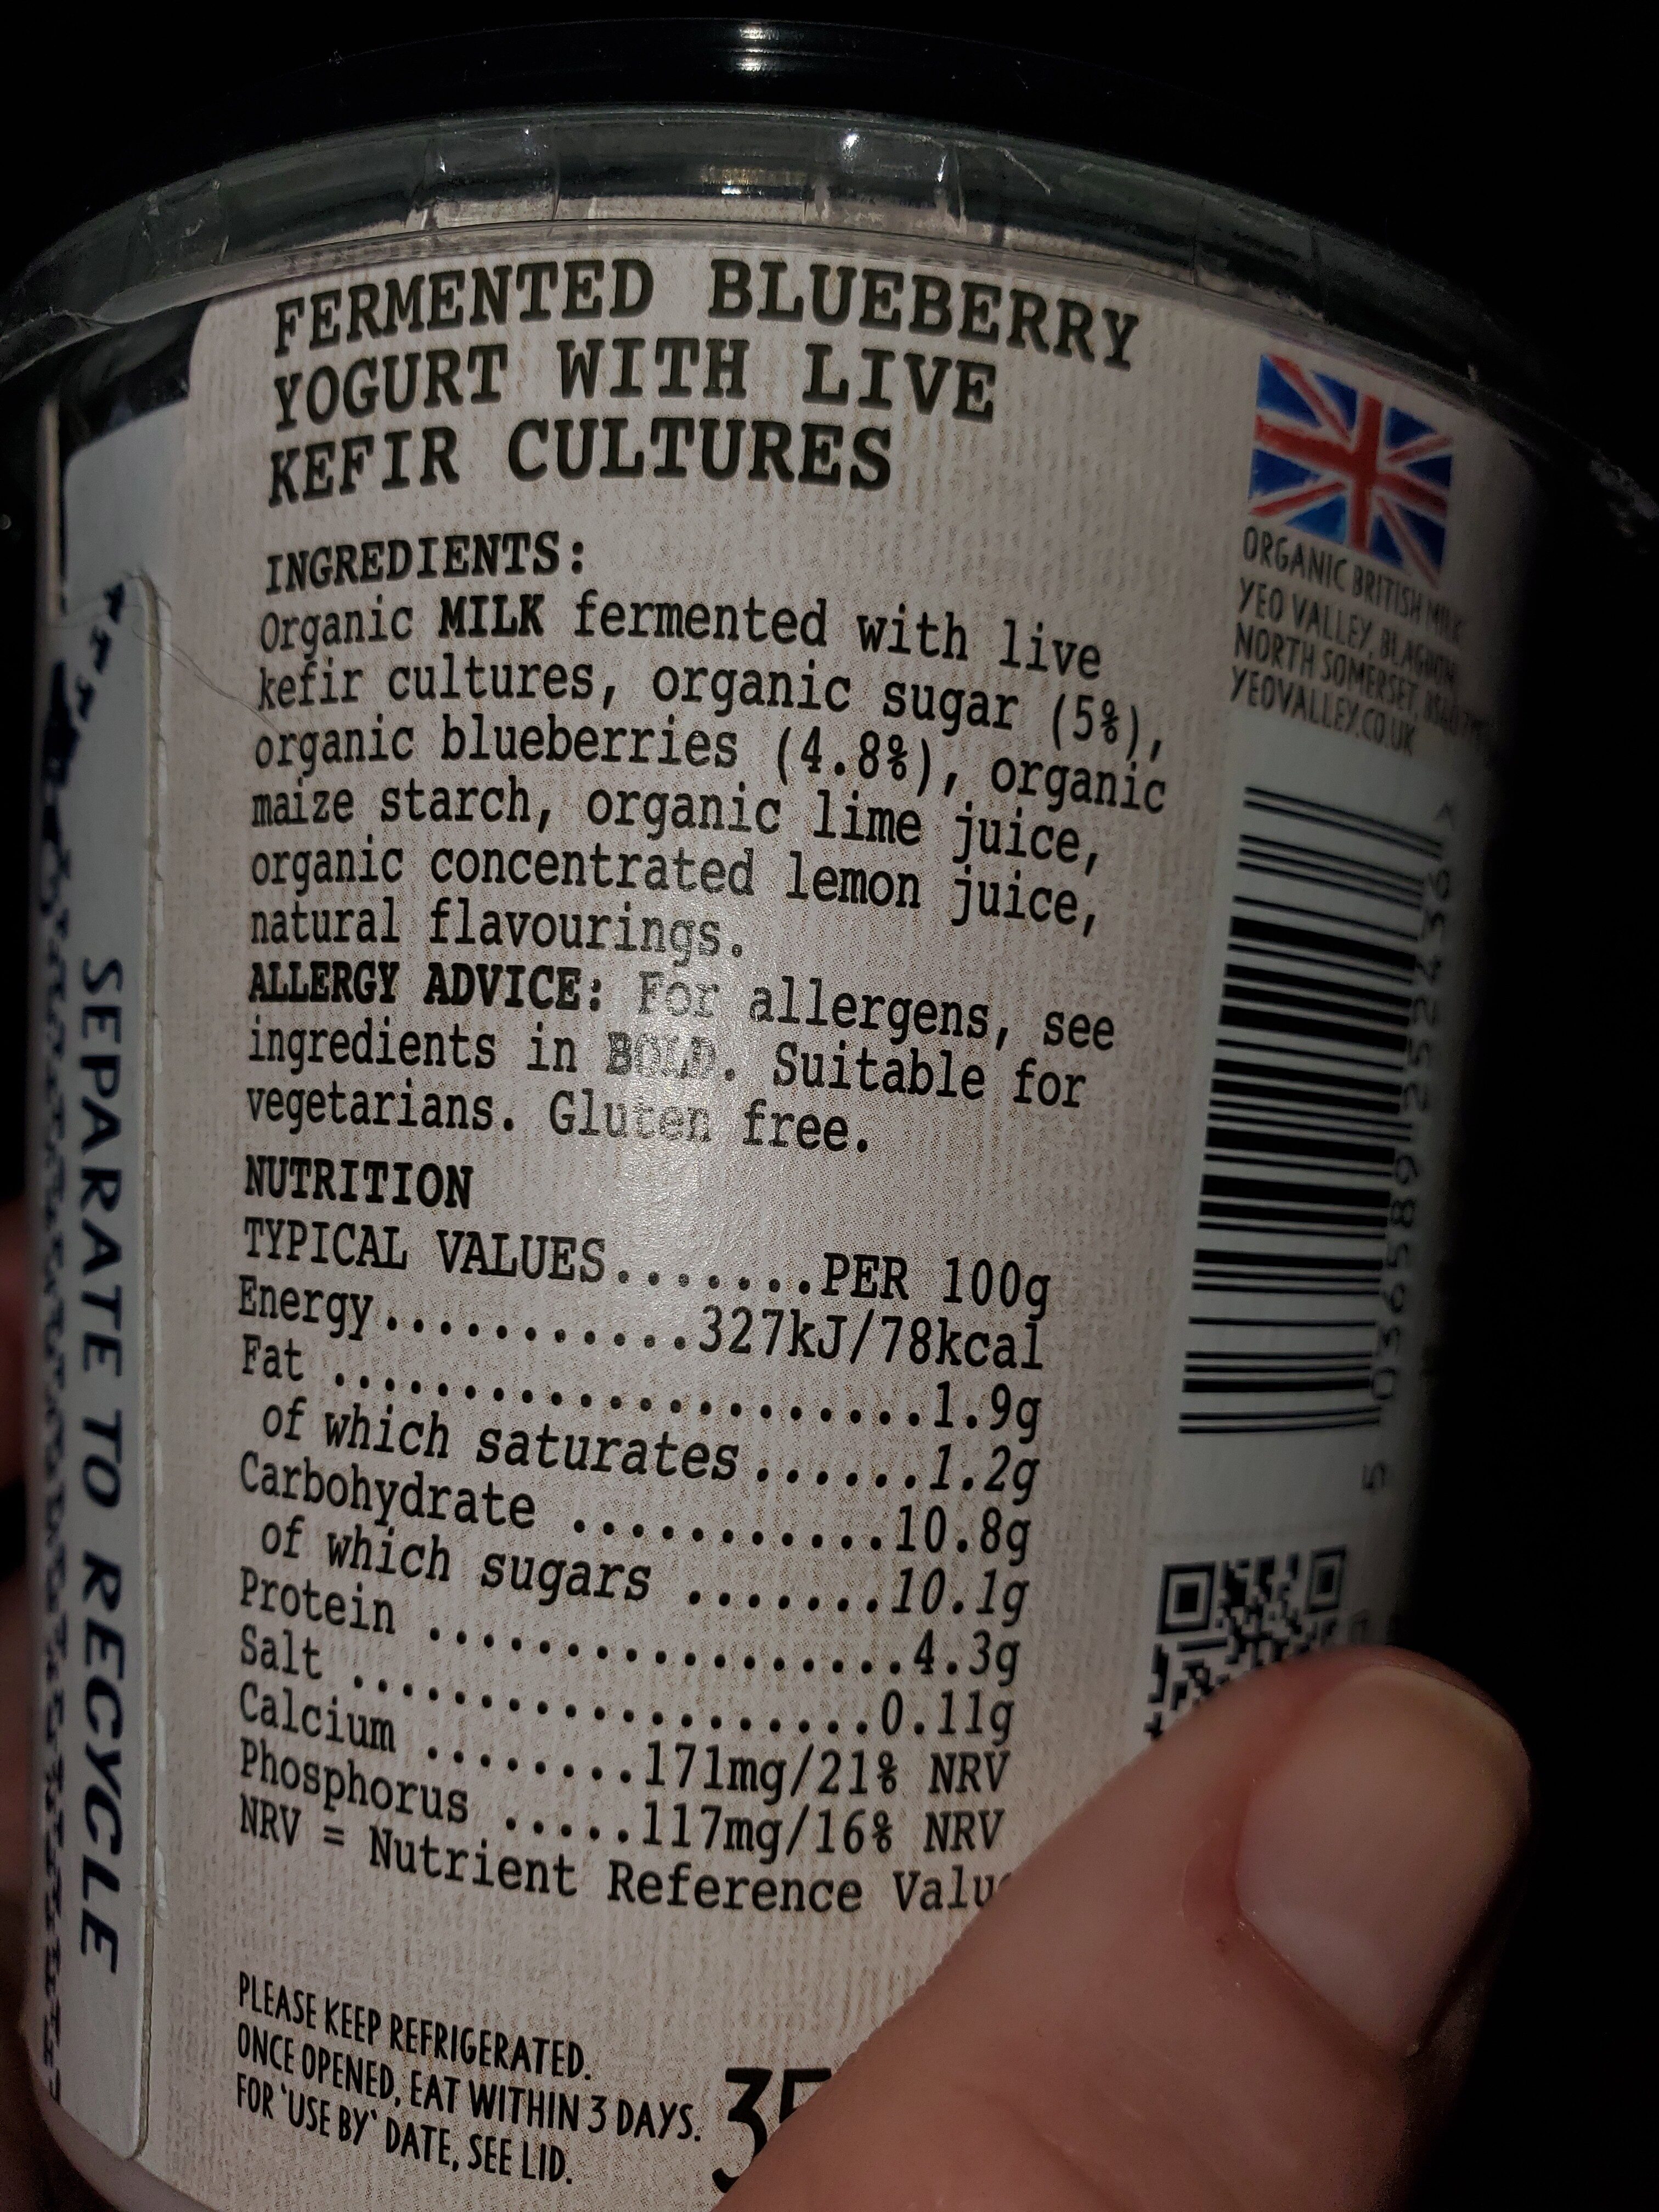 FERMENTED BLUEBERRY
YOGURT WITH LIVE
KEFIR CULTURES
INGREDIENTS:
Organic MILK fermented with live
kefir cultures, organic sugar (5%),
organic blueberries (4.8%), organic
maize starch, organic lime juice,
organic concentrated lemon juice,
natural flavourings.
ALLERGY ADVICE: For allergens, see
ingredients in BOLD. Suitable for
vegetarians. Gluten free.
NUTRITION
TYPICAL VALUES.......PER 100g
Energy...........327kJ/78kcal
Fat ...................1.9g
of which saturates......1.2g
Carbohydrate ...........10.8g
of which sugars .......10.1g
Protein .................4.3g
Salt ...................0.11g
Calcium ........171mg/21% NRV
Phosphorus .....117mg/16% NRV
NRV = Nutrient Reference
PLEASE KEEP REFRIGERATED.
ONCE OPENED, EAT WITHIN 3 DAYS.
FOR 'USE BY' DATE, SEE LID.
SEPARATE TO RECYCLE
ORGANIC BRITISH MILK
YEO VALLEY, BLAGDON,
NORTH SOMERSET,
YEOVALLEY.CO.UK
5 036589 252436 >